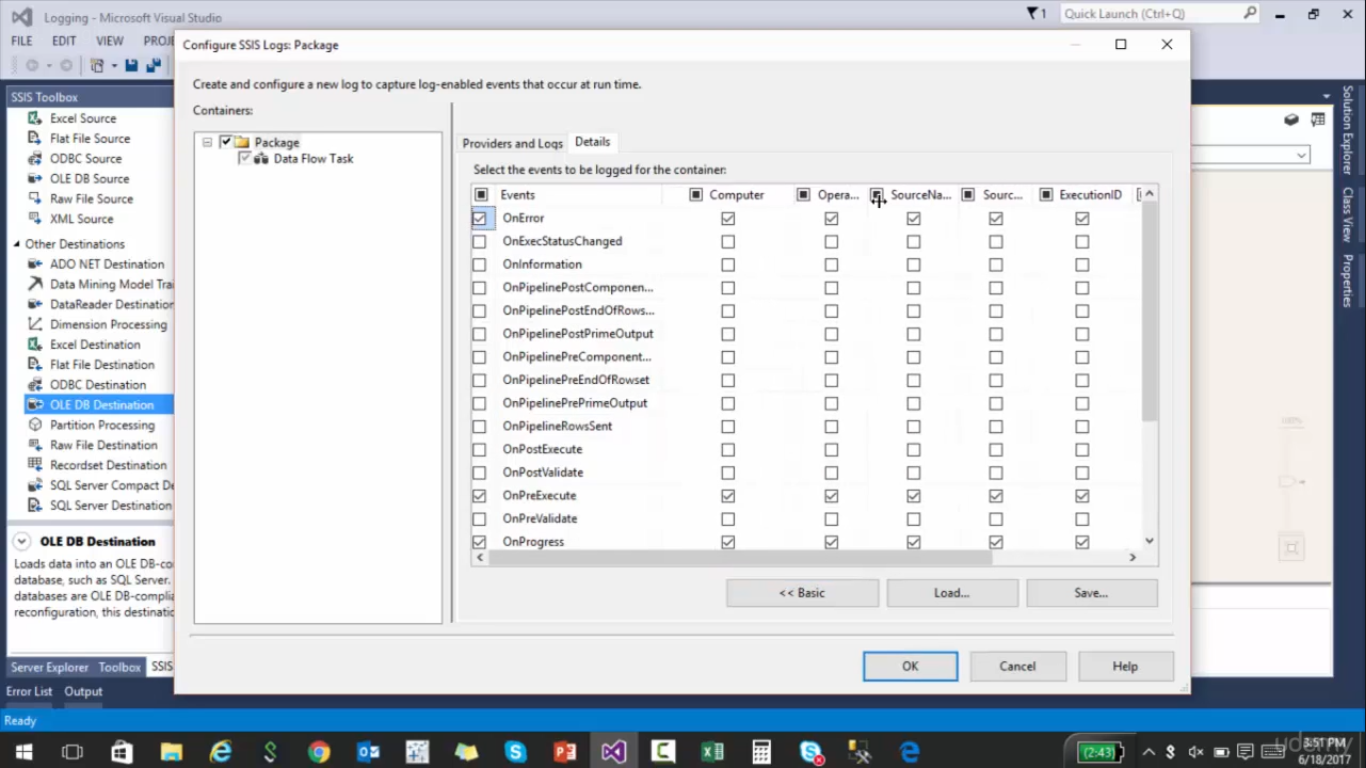 Logging - Microsoft Visual Studio
1
Quick Launch (Ctrl+Q)
FILE EDIT VIEW PROJ
Configure SSIS Logs: Package
Create and configure a new log to capture log-enabled events that occur at run time.
Containers:
Package
Data Flow Task
Providers and Logs Details
Select the events to be logged for the container:
Events Computer Opera... SourceNa... Sourc... ExecutionID
OnError
OnExecStatusChanged
OnInformation
OnPipelinePostComponen...
OnPipelinePostEndOfRows...
OnPipelinePostPrimeOutput
OnPipelinePreComponent...
OnPipelinePreEndOfRowset
OnPipelinePrePrimeOutput
OnPipelineRowsSent
OnPostExecute
OnPostValidate
OnPreExecute
OnPreValidate
OnProgress
<< Basic Load... Save...
OK Cancel Help
SSIS Toolbox
Excel Source
Flat File Source
ODBC Source
OLE DB Source
Raw File Source
XML Source
Other Destinations
ADO NET Destination
Data Mining Model Trai
DataReader Destination
Dimension Processing
Excel Destination
Flat File Destination
ODBC Destination
OLE DB Destination
Partition Processing
Raw File Destination
Recordset Destination
SQL Server Compact De
SQL Server Destination
OLE DB Destination
Loads data into an OLE DB-co
database, such as SQL Server.
databases are OLE DB-complia
reconfiguration, this destinatio
Server Explorer Toolbox SSIS
Error List Output
Ready
Solution Explorer
Class View
Properties
100%
(2:43)
3:51 PM
6/18/2017
udemy